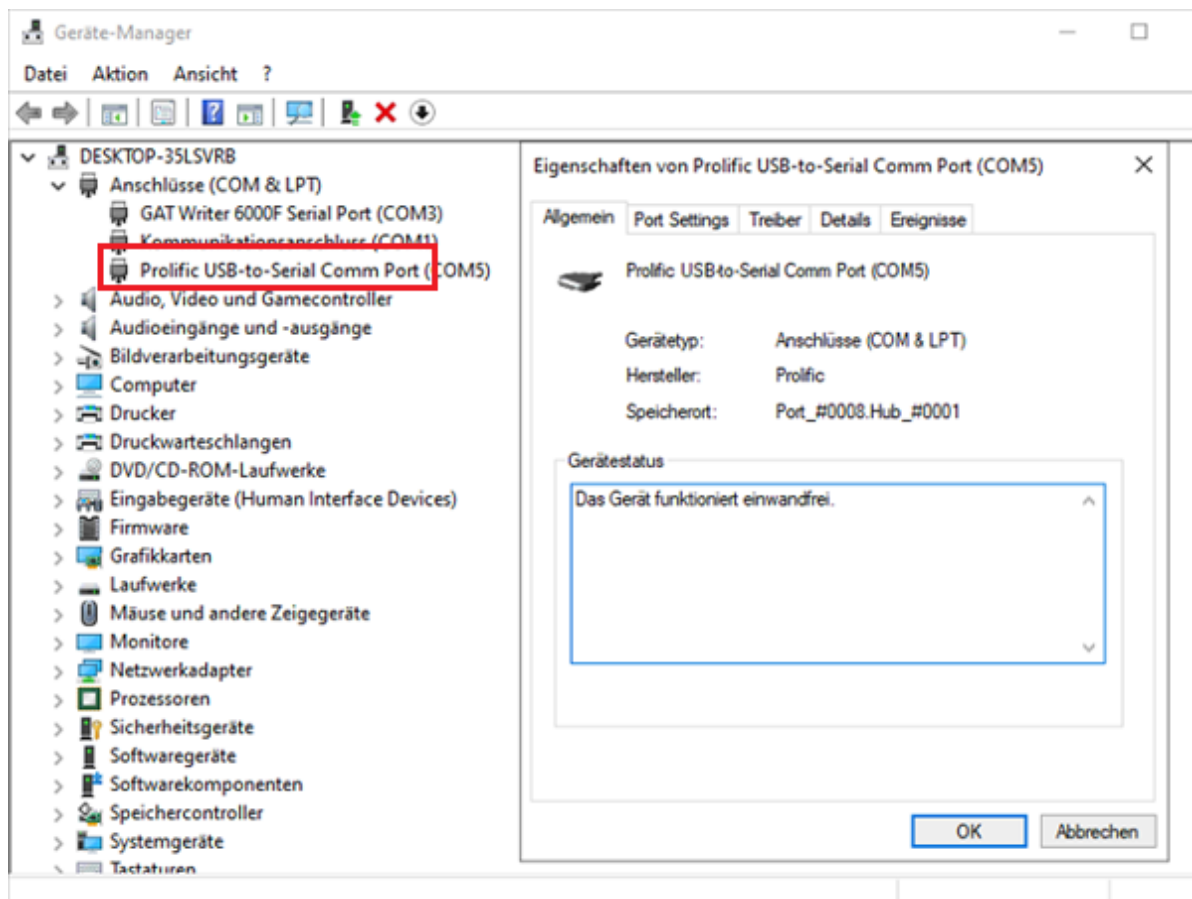 Geräte-Manager
Datei Aktion Ansicht ?
DESKTOP-35LSVRB
Anschlüsse (COM & LPT)
GAT Writer 6000F Serial Port (COM3)
Kommunikationsanschluss (COM1)
Prolific USB-to-Serial Comm Port (COM5)
Audio, Video und Gamecontroller
Audioeingänge und -ausgänge
Bildverarbeitungsgeräte
Computer
Drucker
Druckwarteschlangen
DVD/CD-ROM-Laufwerke
Eingabegeräte (Human Interface Devices)
Firmware
Grafikkarten
Laufwerke
Mäuse und andere Zeigegeräte
Monitore
Netzwerkadapter
Prozessoren
Sicherheitsgeräte
Softwaregeräte
Softwarekomponenten
Speichercontroller
Systemgeräte
Tastaturen
Eigenschaften von Prolific USB-to-Serial Comm Port (COM5)
Allgemein Port Settings Treiber Details Ereignisse
Prolific USB-to-Serial Comm Port (COM5)
Gerätetyp: Anschlüsse (COM & LPT)
Hersteller: Prolific
Speicherort: Port_#0008.Hub_#0001
Gerätestatus
Das Gerät funktioniert einwandfrei.
OK Abbrechen